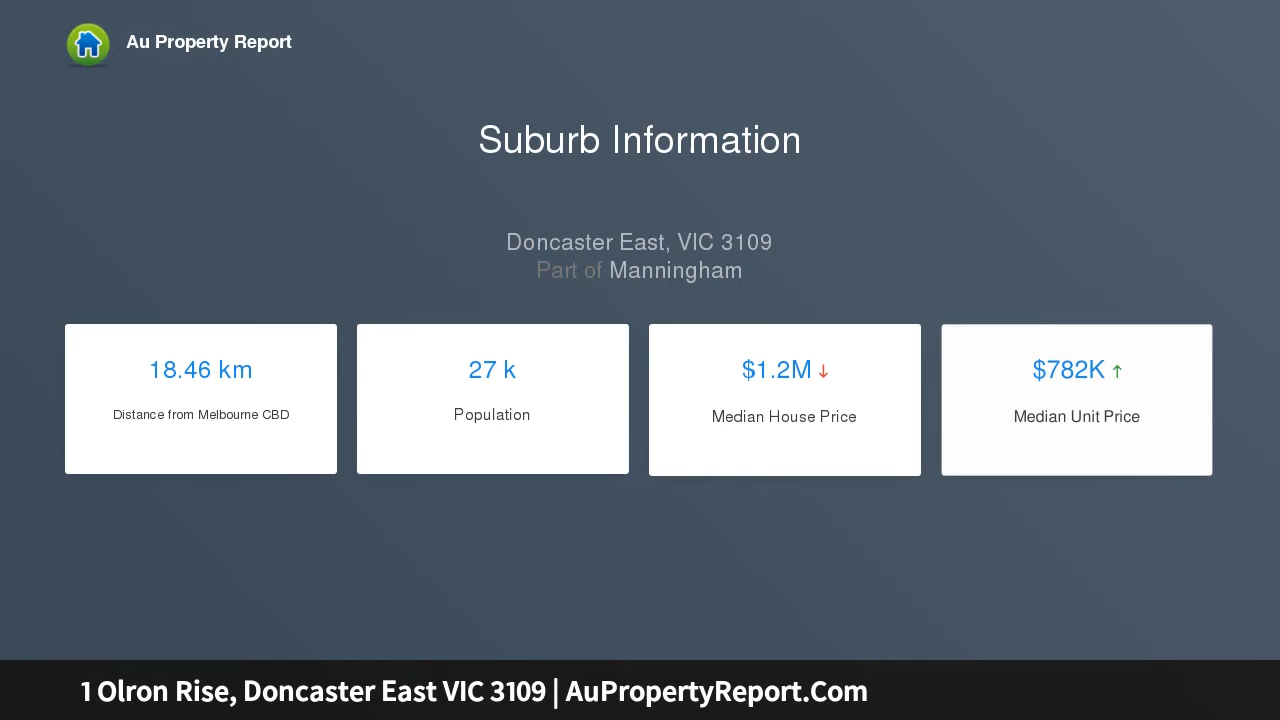 Au Property Report
Suburb Information
Doncaster East, VIC 3109
Part of Manningham
18.46 km
Distance from Melbourne CBD
27 k
Population
$1.2M ↓
Median House Price
$782K ↑
Median Unit Price
1 Olron Rise, Doncaster East VIC 3109 | AuPropertyReport.Com